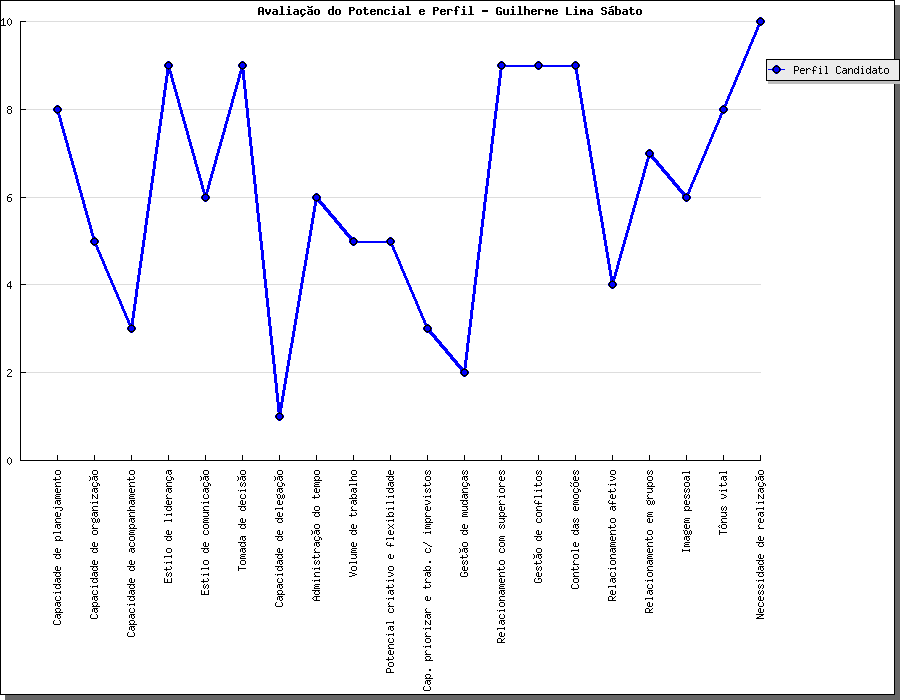 Avaliação do Potencial e Perfil - Guilherme Lima Sábato
10
8
6
4
2
0
Perfil Candidato
Capacidade de planejamento
Capacidade de organização
Capacidade de acompanhamento
Estilo de liderança
Estilo de comunicação
Tomada de decisão
Capacidade de delegação
Administração do tempo
Volume de trabalho
Potencial criativo e flexibilidade
Cap. priorizar e trab. c/ imprevistos
Gestão de mudanças
Relacionamento com superiores
Gestão de conflitos
Controle das emoções
Relacionamento afetivo
Relacionamento em grupos
Imagem pessoal
Tônus vital
Necessidade de realização